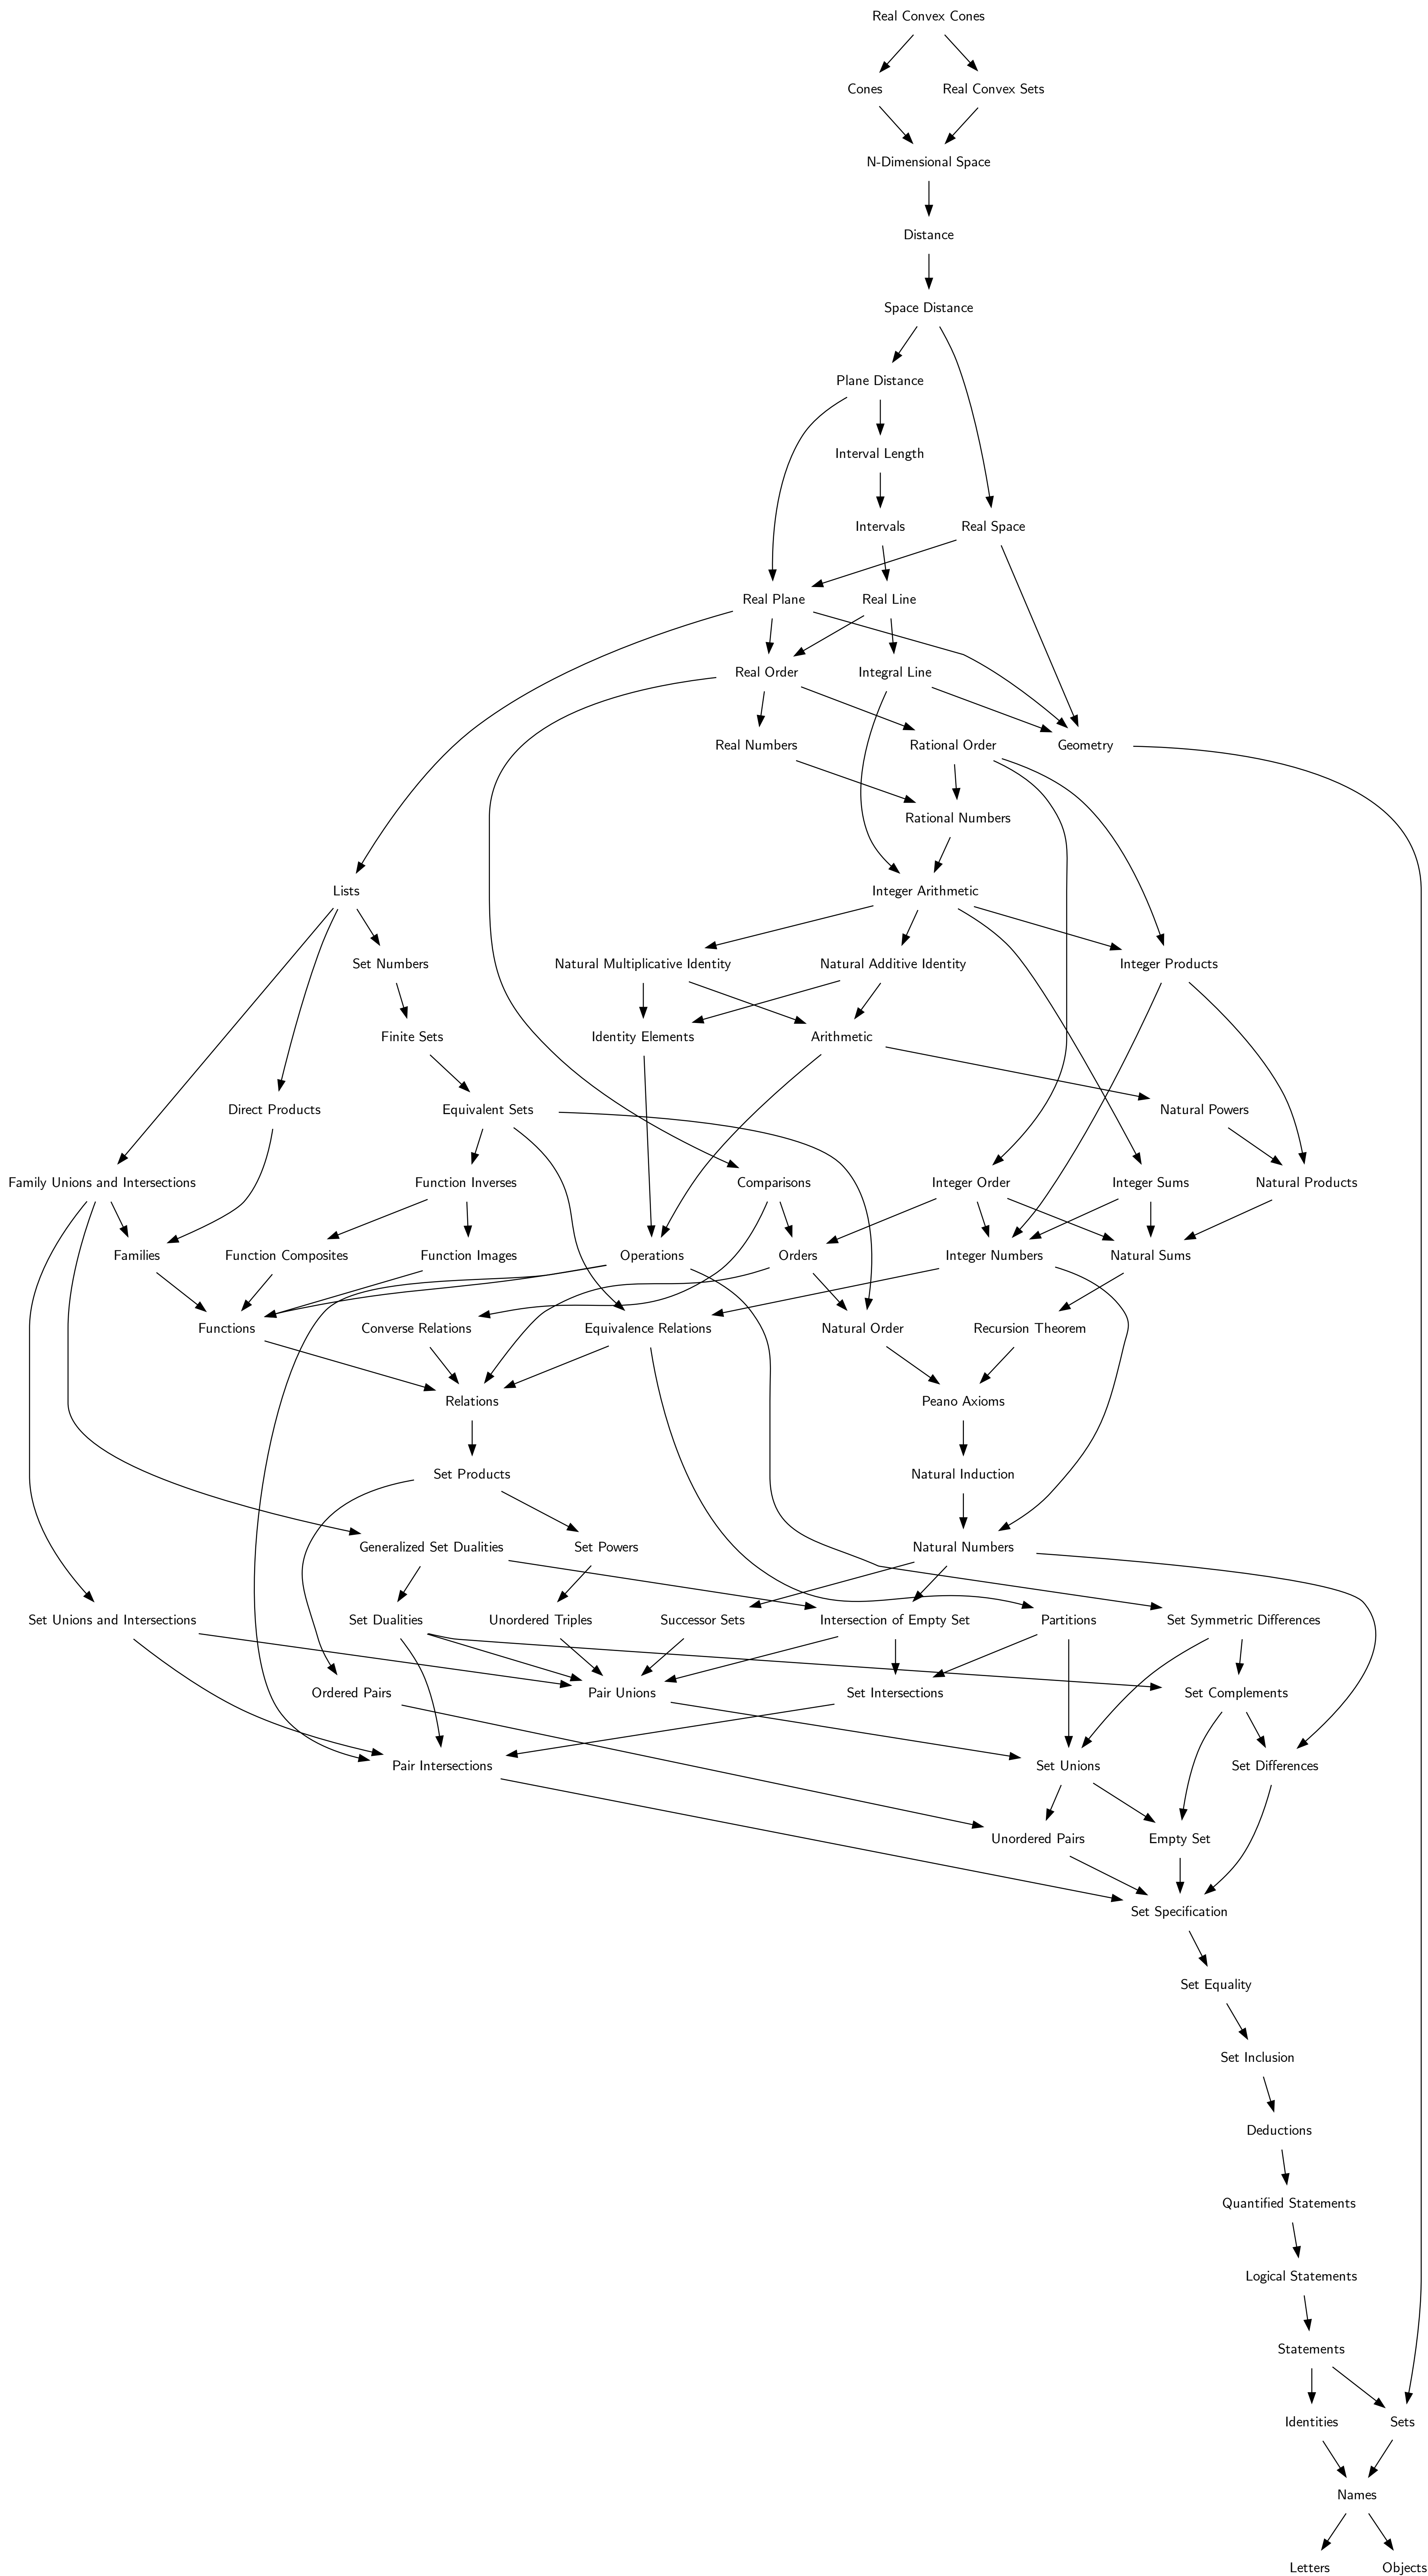 Real Convex Cones
Cones
Real Convex Sets
N-Dimensional Space
Distance
Space Distance
Plane Distance
Interval Length
Intervals
Real Space
Real Plane
Real Line
Real Order
Integral Line
Real Numbers
Rational Order
Geometry
Rational Numbers
Lists
Integer Arithmetic
Set Numbers
Natural Multiplicative Identity
Natural Additive Identity
Integer Products
Finite Sets
Identity Elements
Arithmetic
Direct Products
Equivalent Sets
Natural Powers
Family Unions and Intersections
Function Inverses
Comparisons
Integer Order
Integer Sums
Natural Products
Families
Function Composites
Function Images
Operations
Orders
Integer Numbers
Natural Sums
Functions
Converse Relations
Equivalence Relations
Natural Order
Recursion Theorem
Relations
Peano Axioms
Set Products
Natural Induction
Generalized Set Dualities
Set Powers
Natural Numbers
Set Unions and Intersections
Set Dualities
Unordered Triples
Successor Sets
Intersection of Empty Set
Partitions
Set Symmetric Differences
Ordered Pairs
Pair Unions
Set Intersections
Set Complements
Pair Intersections
Set Unions
Set Differences
Unordered Pairs
Empty Set
Set Specification
Set Equality
Set Inclusion
Deductions
Quantified Statements
Logical Statements
Statements
Identities
Sets
Names
Letters
Objects